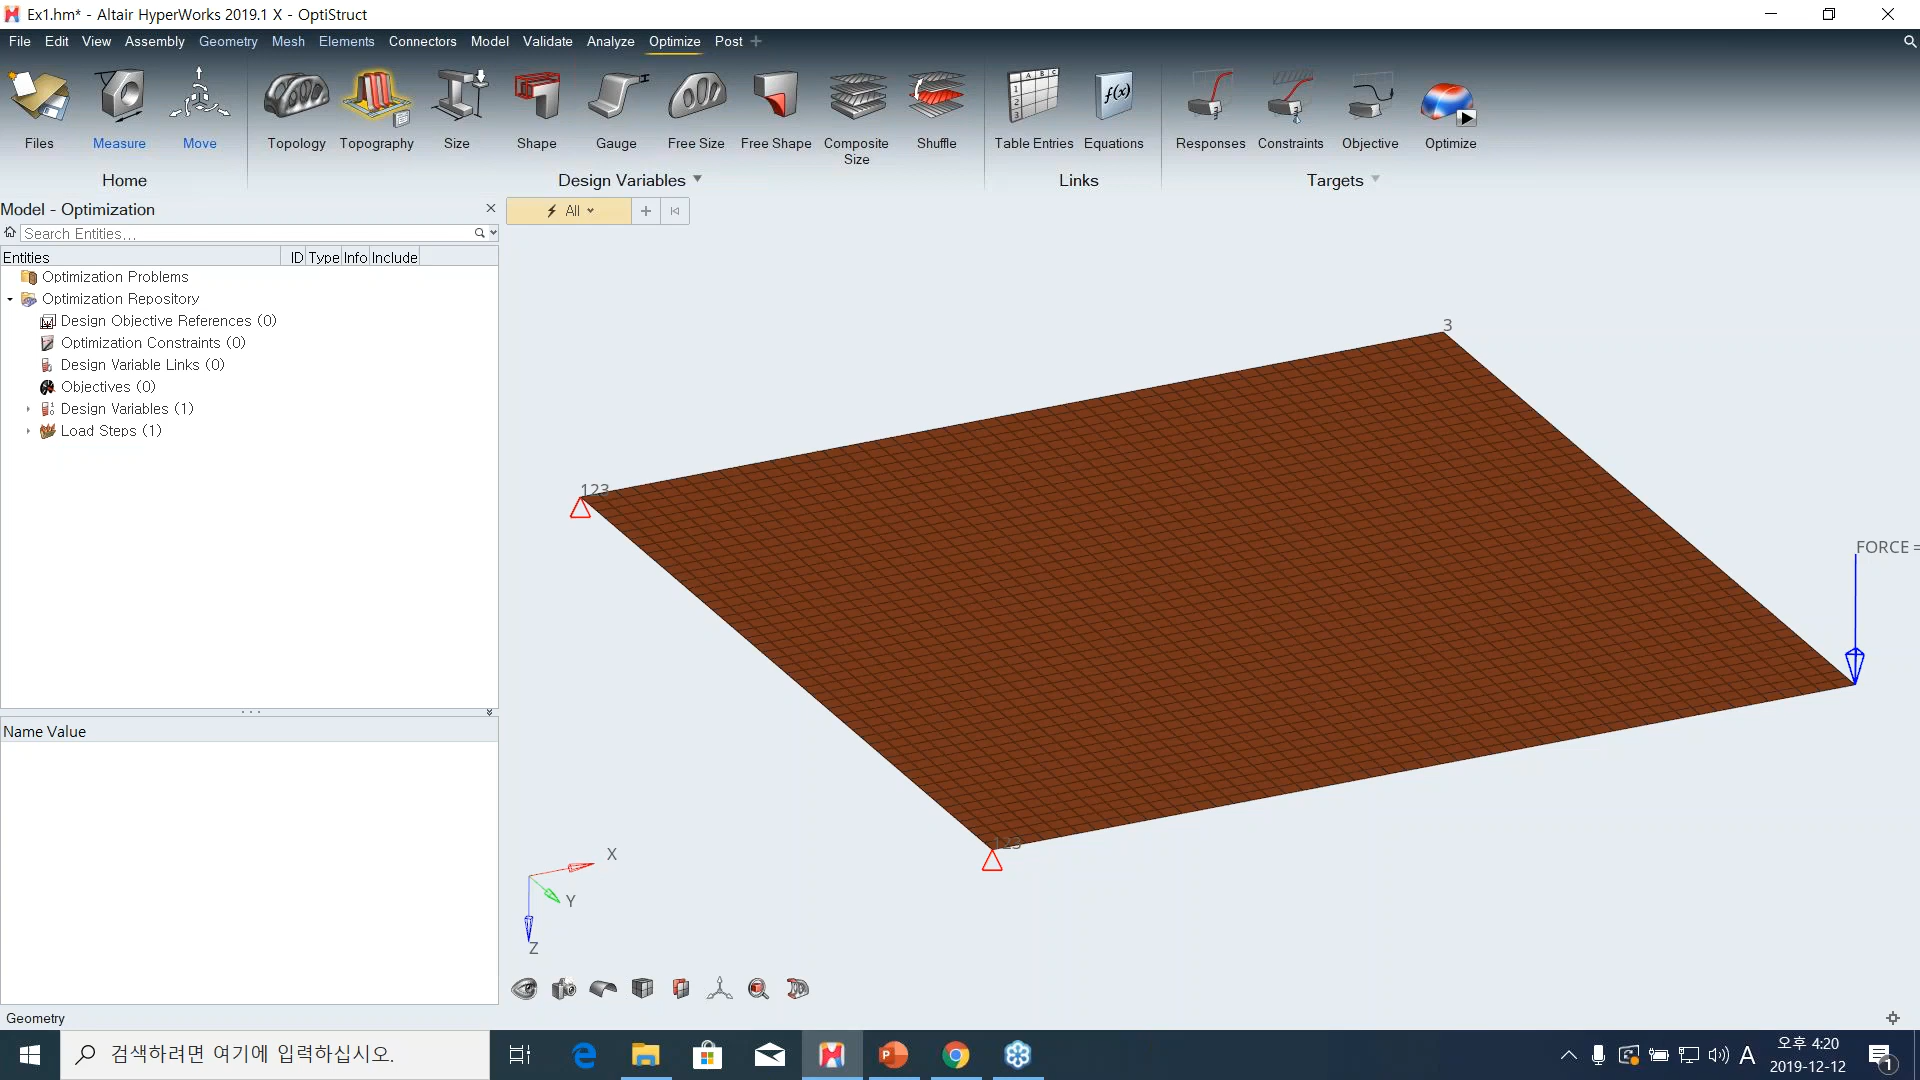 Ex1.hm* - Altair HyperWorks 2019.1 X - OptiStruct
File Edit View Assembly Geometry Mesh Elements Connectors Model Validate Analyze Optimize Post
Files Measure Move Topology Topography Size Shape Gauge Free Size Free Shape Composite Size Shuffle Table Entries Equations Responses Constraints Objective Optimize
Home Design Variables Links Targets
Model - Optimization
All
Search Entities...
Entities ID Type Info Include
Optimization Problems
Optimization Repository
Design Objective References (0)
Optimization Constraints (0)
Design Variable Links (0)
Objectives (0)
Design Variables (1)
Load Steps (1)
3
123
FORCE =
123
Name Value
X
Y
Z
Geometry
검색하려면 여기에 입력하십시오.
A
오후 4:20
2019-12-12
1